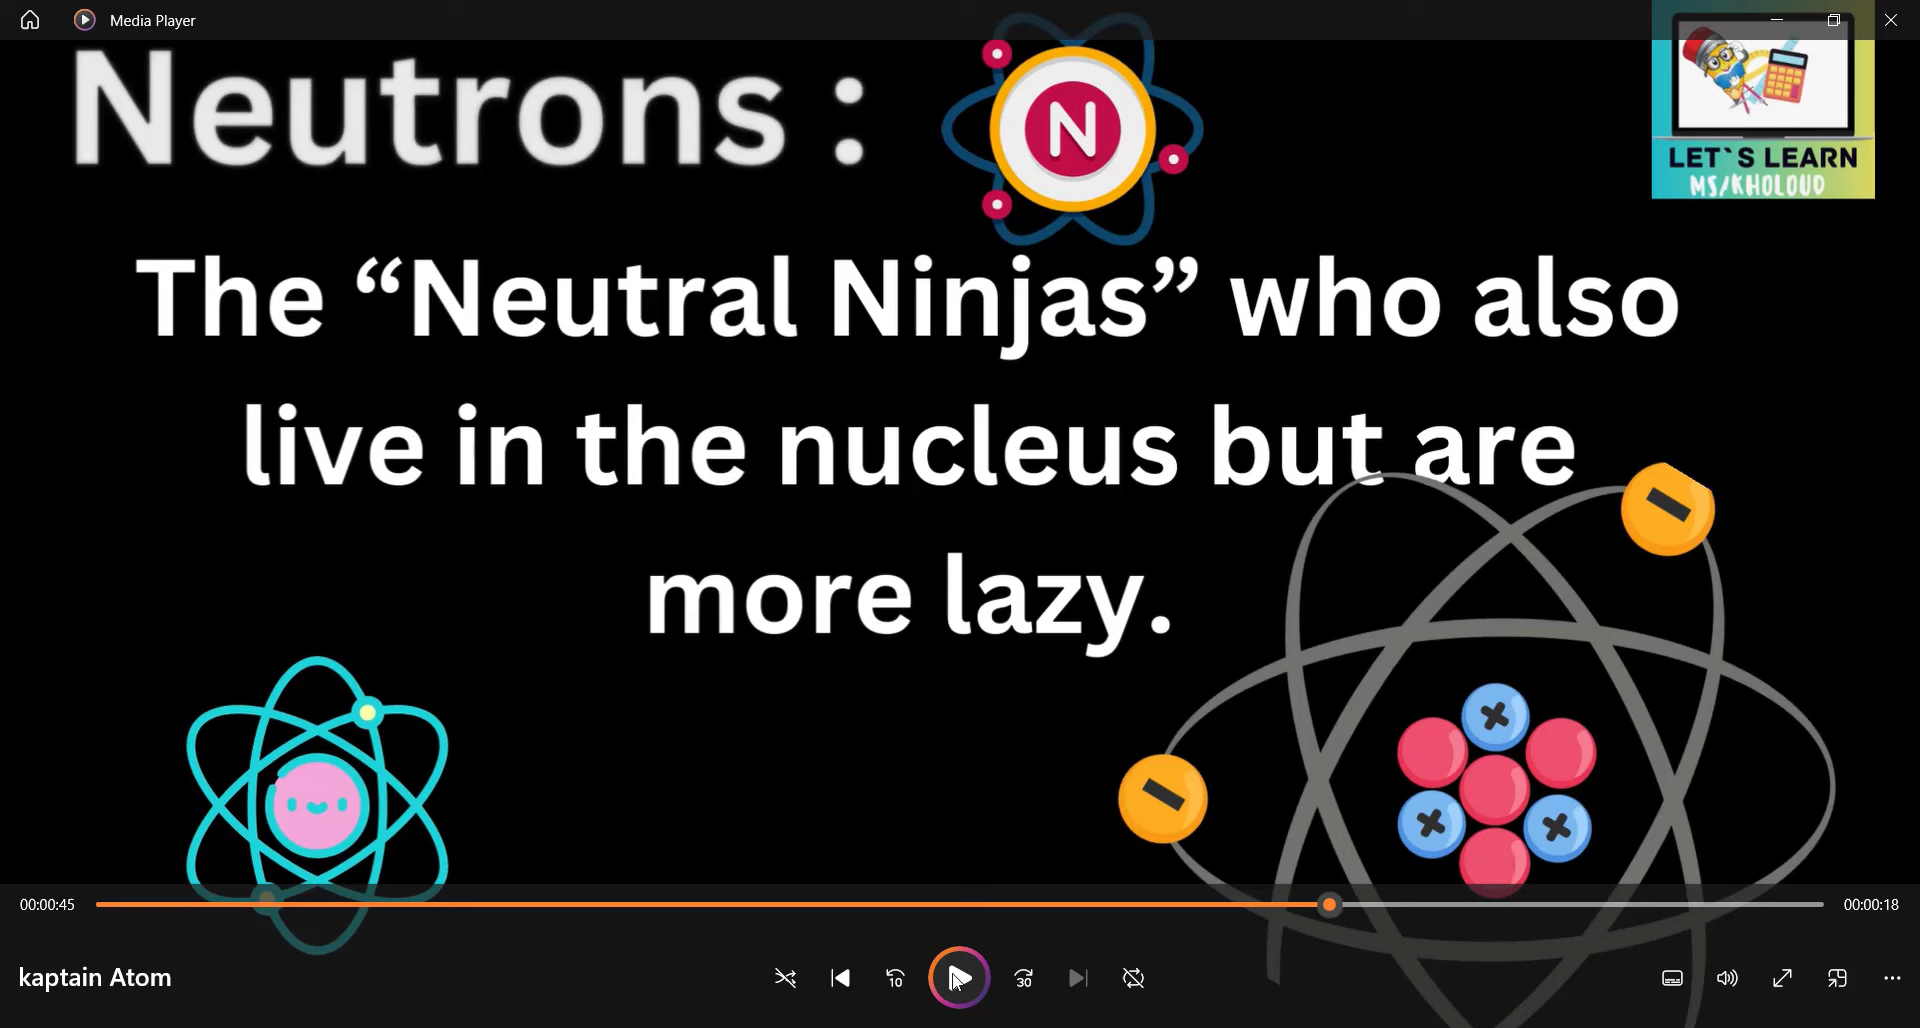 Media Player
Neutrons :
N
LET`S LEARN
MS/KHOLOUD
The “Neutral Ninjas” who also
live in the nucleus but are
more lazy.
00:00:45
00:00:18
kaptain Atom
10
30